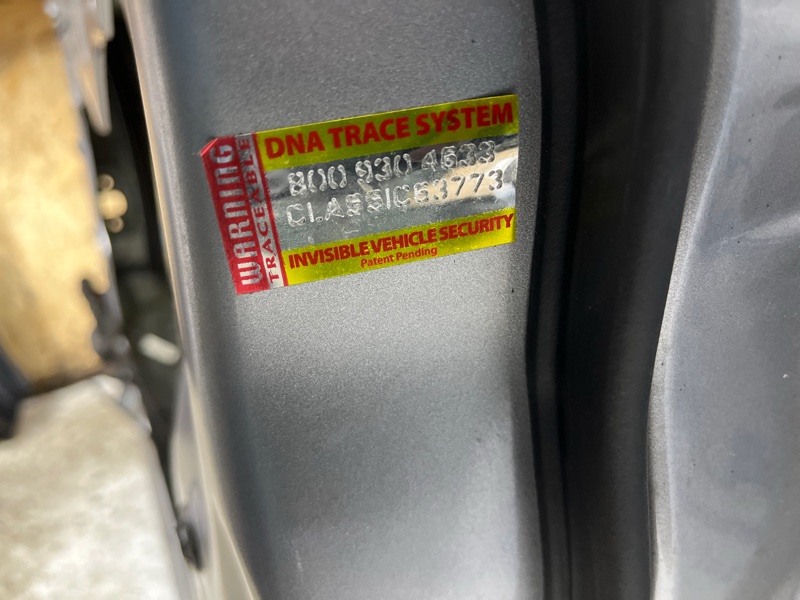 WARNING
TRACEABLE
DNA TRACE SYSTEM
800 930 4633
CLASSIC63773
INVISIBLE VEHICLE SECURITY
Patent Pending